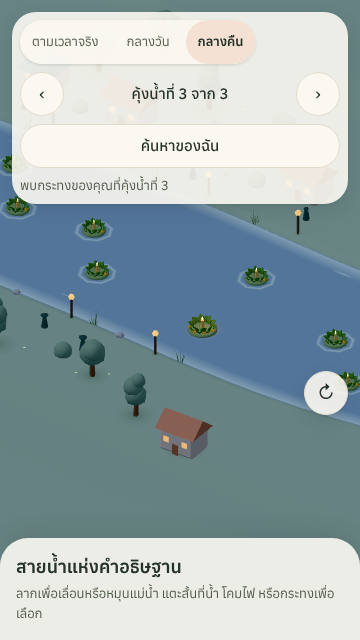 ตามเวลาจริง กลางวัน กลางคืน
‹ คุ้งน้ำที่ 3 จาก 3 ›
ค้นหาของฉัน
พบกระทงของคุณที่คุ้งน้ำที่ 3
สายน้ำแห่งคำอธิษฐาน
ลากเพื่อเลื่อนหรือหมุนแม่น้ำ แตะสั้นที่น้ำ โคมไฟ หรือกระทงเพื่อ
เลือก